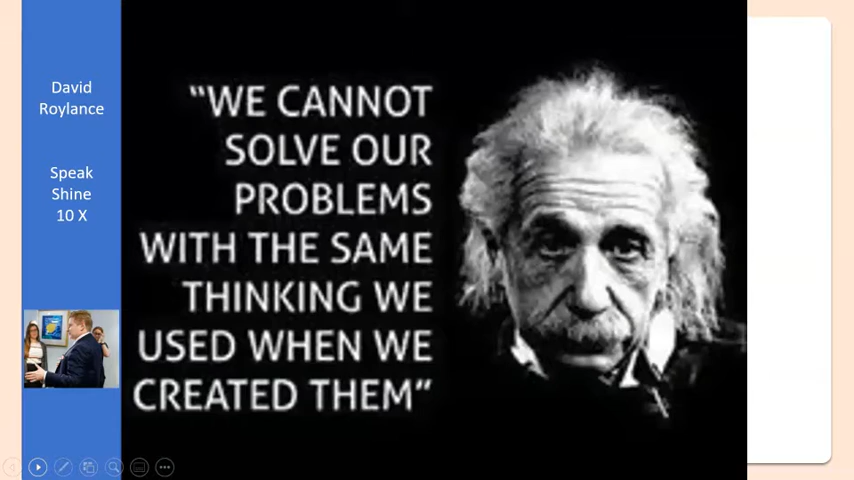 David
Roylance
Speak
Shine
10 X
“WE CANNOT
SOLVE OUR
PROBLEMS
WITH THE SAME
THINKING WE
USED WHEN WE
CREATED THEM”